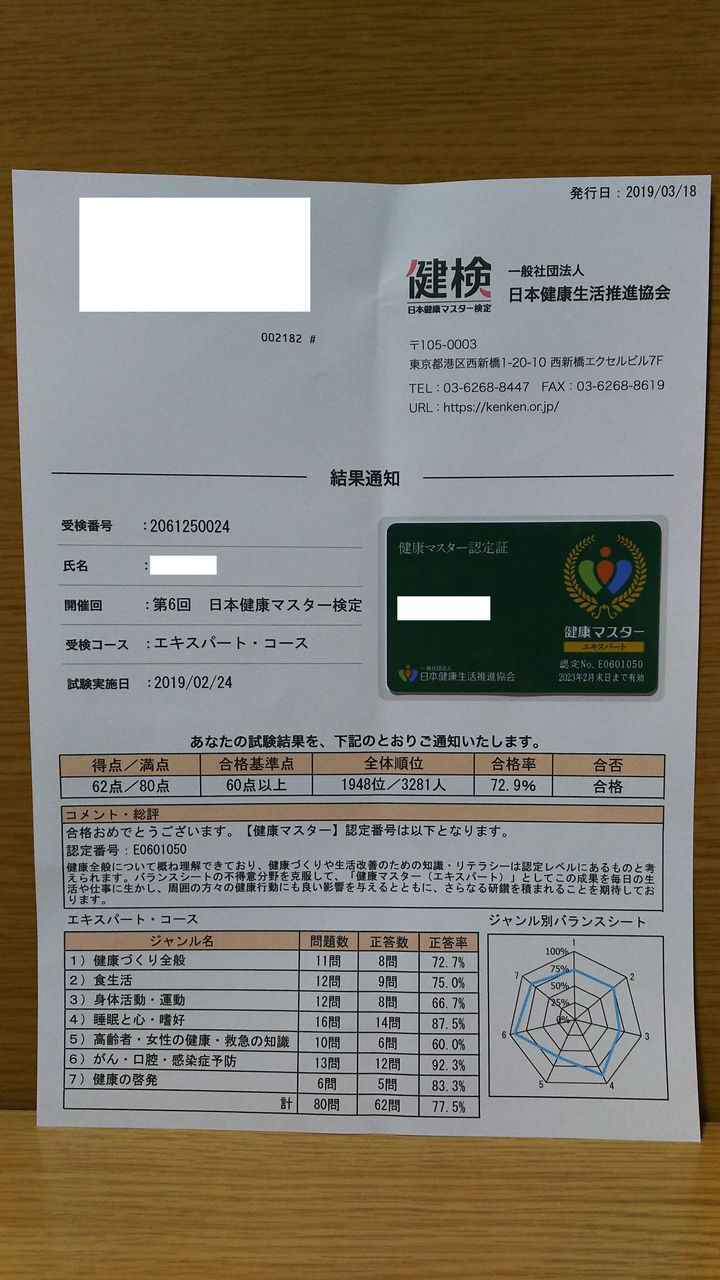 発行日：2019/03/18
健検
日本健康マスター検定
一般社団法人
日本健康生活推進協会
002182 #
〒105-0003
東京都港区西新橋1-20-10 西新橋エクセルビル7F
TEL：03-6268-8447 FAX：03-6268-8619
URL：https://kenken.or.jp/
結果通知
受検番号 ：2061250024
氏名 ：
開催回 ：第6回 日本健康マスター検定
受検コース ：エキスパート・コース
試験実施日 ：2019/02/24
健康マスター認定証
健康マスター
エキスパート
認定No. E0601050
2023年2月末日まで有効
一般社団法人
日本健康生活推進協会
あなたの試験結果を、下記のとおりご通知いたします。
得点／満点 合格基準点 全体順位 合格率 合否
62点／80点 60点以上 1948位／3281人 72.9% 合格
コメント・総評
合格おめでとうございます。【健康マスター】認定番号は以下となります。
認定番号：E0601050
健康全般について概ね理解できており、健康づくりや生活改善のための知識・リテラシーは認定レベルにあるものと考
えられます。バランスシートの不得意分野を克服して、「健康マスター（エキスパート）」としてこの成果を毎日の生
活や仕事に生かし、周囲の方々の健康行動にも良い影響を与えるとともに、さらなる研鑽を積まれることを期待してお
ります。
エキスパート・コース
ジャンル名 問題数 正答数 正答率
1）健康づくり全般 11問 8問 72.7%
2）食生活 12問 9問 75.0%
3）身体活動・運動 12問 8問 66.7%
4）睡眠と心・嗜好 16問 14問 87.5%
5）高齢者・女性の健康・救急の知識 10問 6問 60.0%
6）がん・口腔・感染症予防 13問 12問 92.3%
7）健康の啓発 6問 5問 83.3%
計 80問 62問 77.5%
ジャンル別バランスシート
1
100%
75%
50%
25%
0%
2
3
4
5
6
7